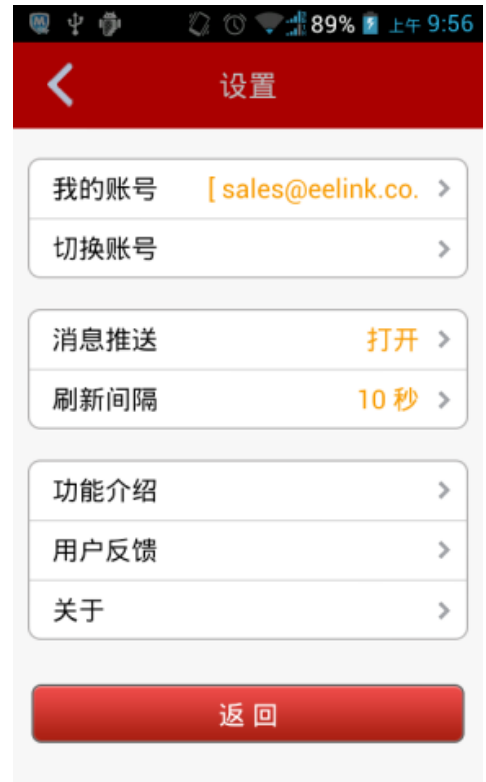 89% 上午 9:56
设置
我的账号 [ sales@eelink.co.
切换账号
消息推送 打开
刷新间隔 10 秒
功能介绍
用户反馈
关于
返 回